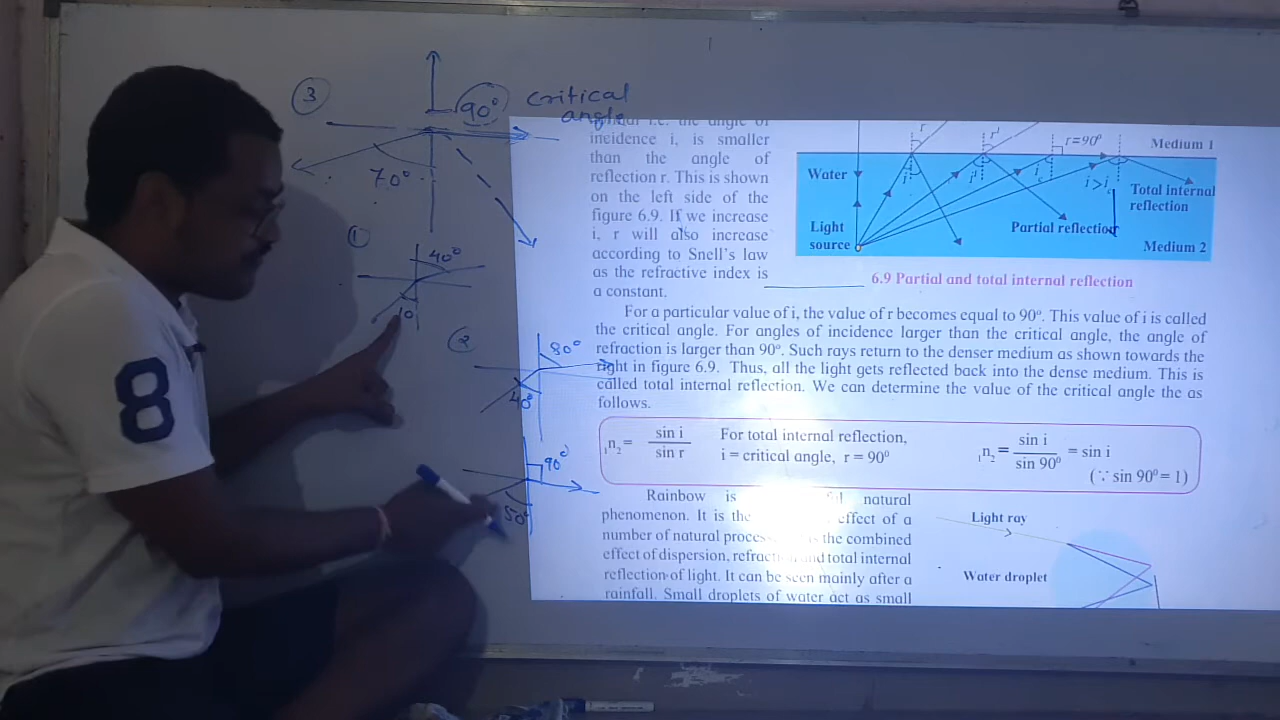 3
90° critical
angle
70°
1
40°
10
2
80°
40°
90°
50°
8
incidence i, is smaller
than the angle of
reflection r. This is shown
on the left side of the
figure 6.9. If we increase
i, r will also increase
according to Snell's law
as the refractive index is
a constant.
r
r'
r=90°
Medium 1
Water
i
i'
i > i
Total internal
reflection
Light
source
Partial reflection
Medium 2
6.9 Partial and total internal reflection
For a particular value of i, the value of r becomes equal to 90°. This value of i is called
the critical angle. For angles of incidence larger than the critical angle, the angle of
refraction is larger than 90°. Such rays return to the denser medium as shown towards the
right in figure 6.9. Thus, all the light gets reflected back into the dense medium. This is
called total internal reflection. We can determine the value of the critical angle the as
follows.
₁n₂ = sin i / sin r
For total internal reflection,
i = critical angle, r = 90°
₁n₂ = sin i / sin 90° = sin i
(∵ sin 90° = 1)
Rainbow is natural
phenomenon. It is the effect of a
number of natural the combined
effect of dispersion, and total internal
reflection of light. It can be seen mainly after a
rainfall. Small droplets of water act as small
Light ray
Water droplet